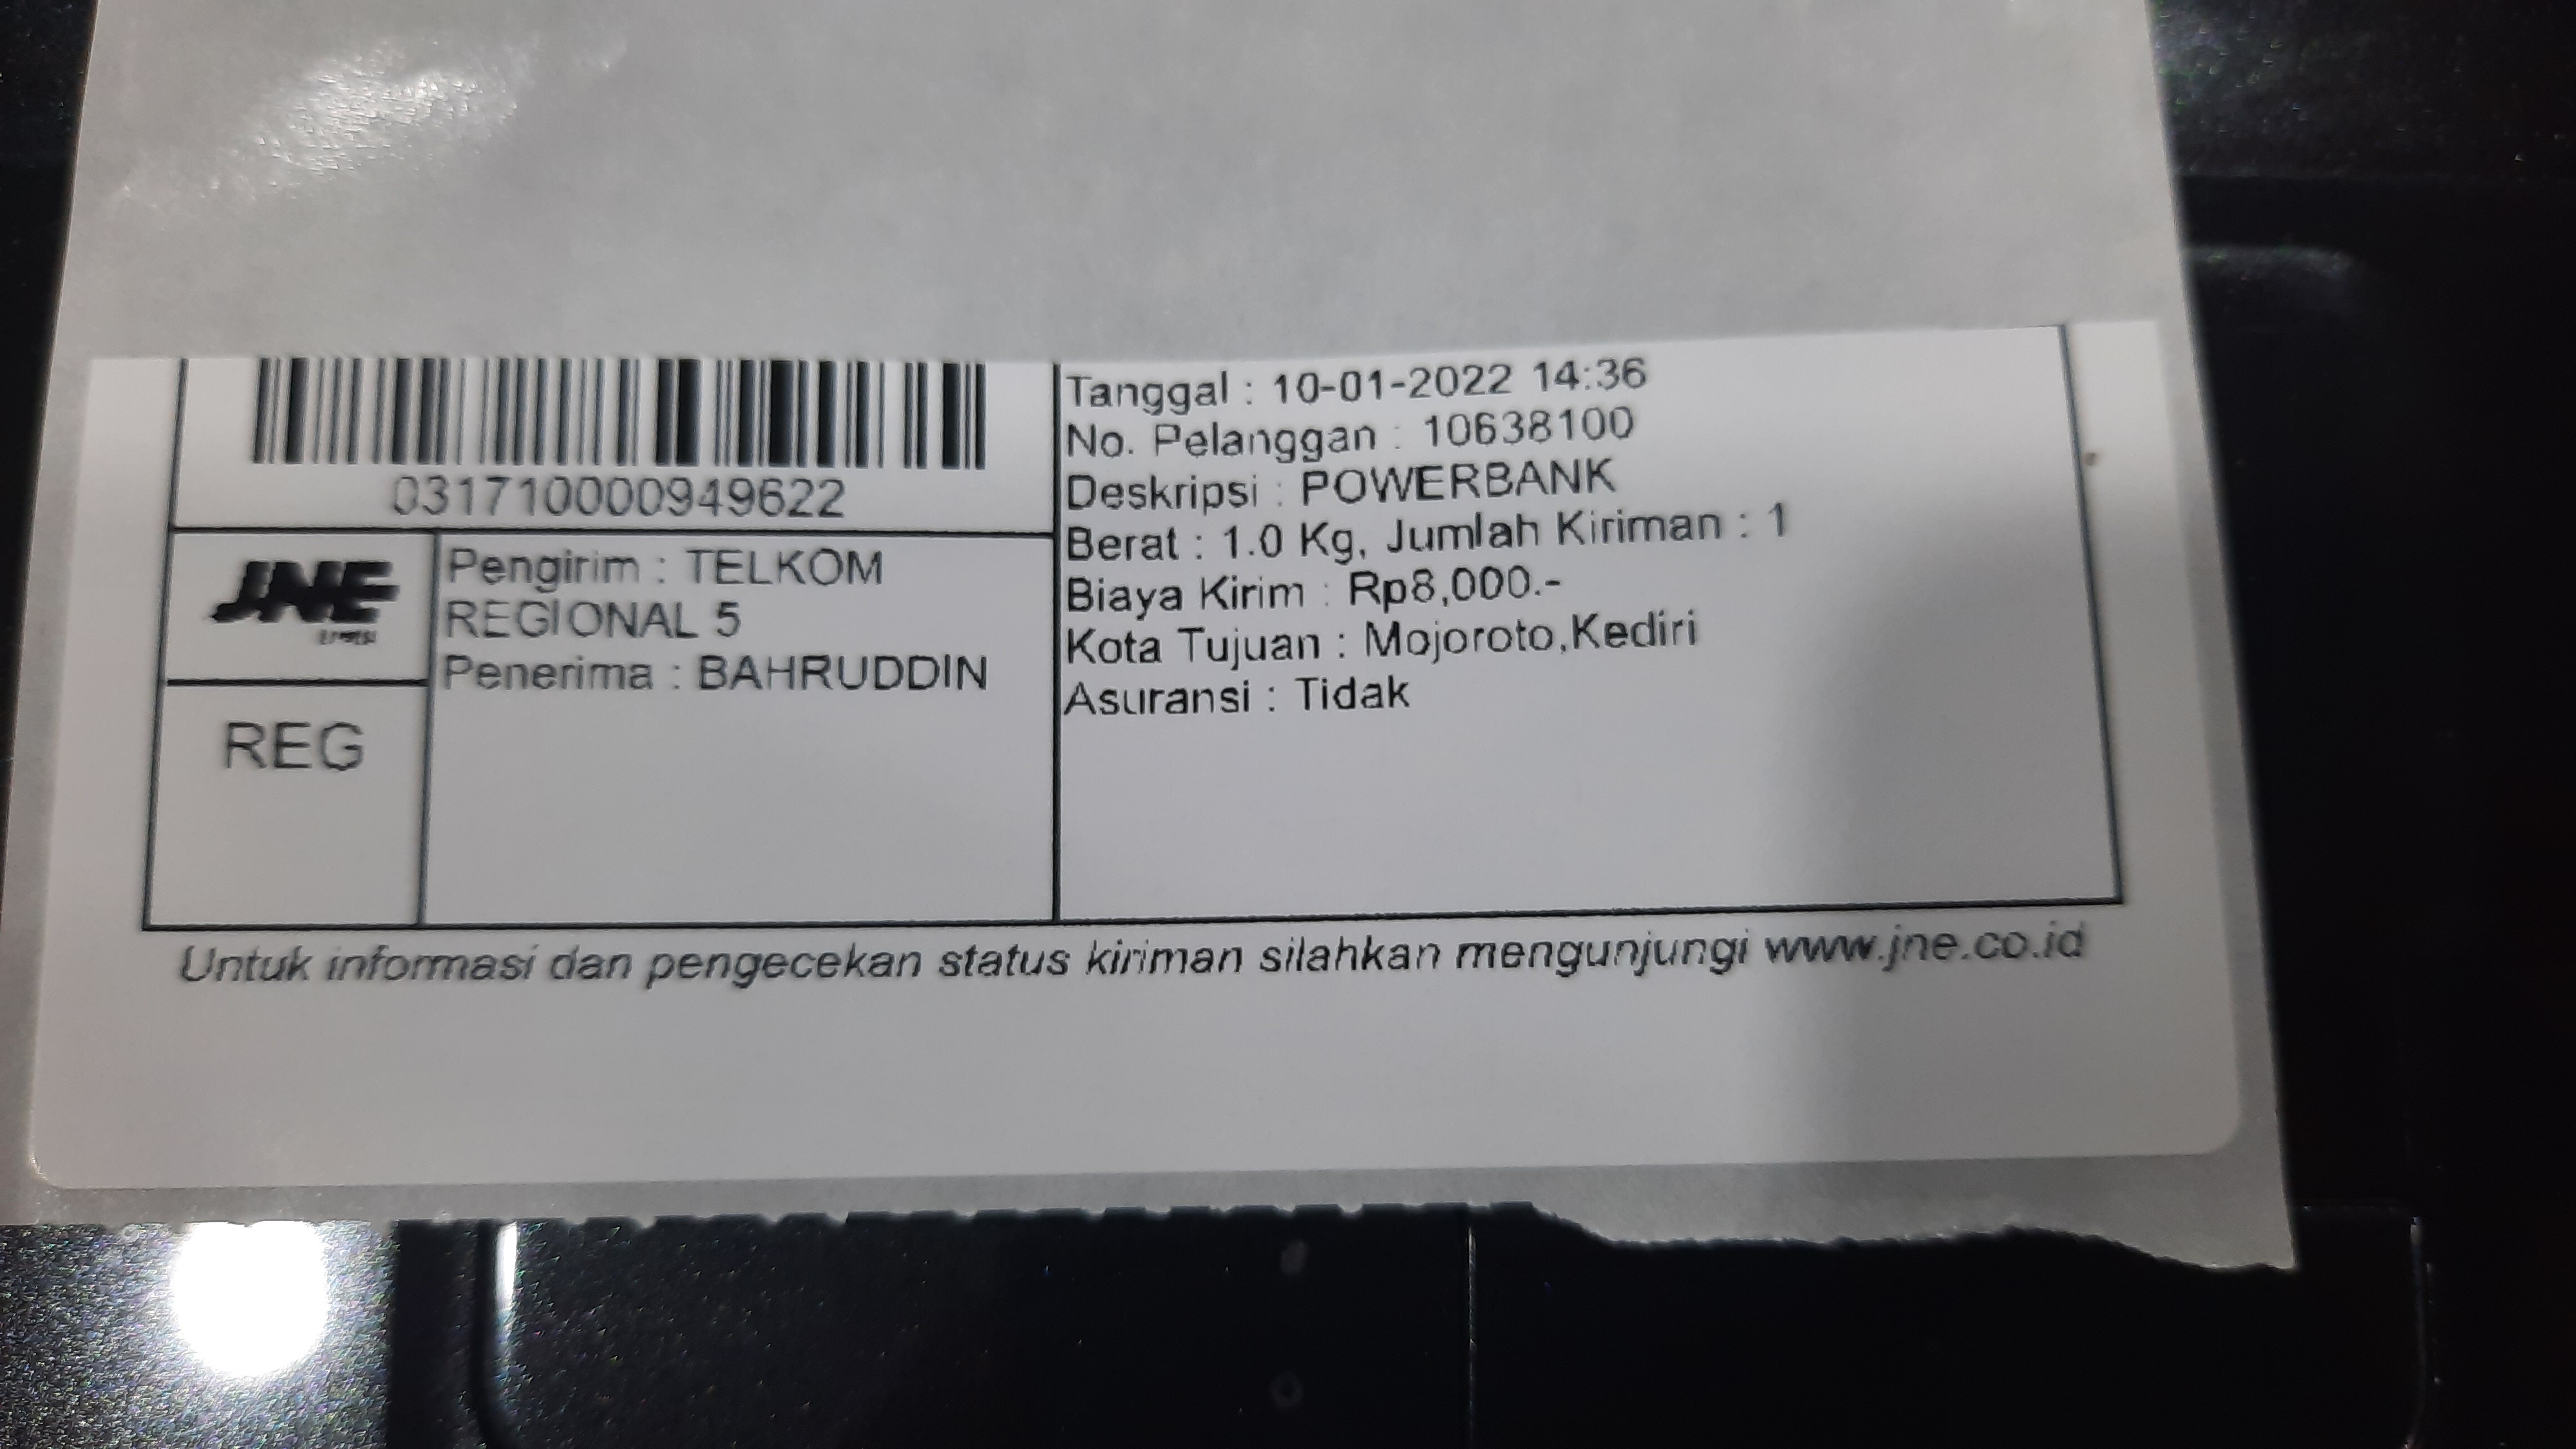 0317100009496​22
Tanggal : 10-01-2022 14:36
No. Pelanggan : 10638100
Deskripsi : POWERBANK
Berat : 1.0 Kg, Jumlah Kiriman : 1
Biaya Kirim : Rp8,000.-
Kota Tujuan : Mojoroto,Kediri
Asuransi : Tidak
JNE
Pengirim : TELKOM
REGIONAL 5
Penerima : BAHRUDDIN
REG
Untuk informasi dan pengecekan status kiriman silahkan mengunjungi www.jne.co.id